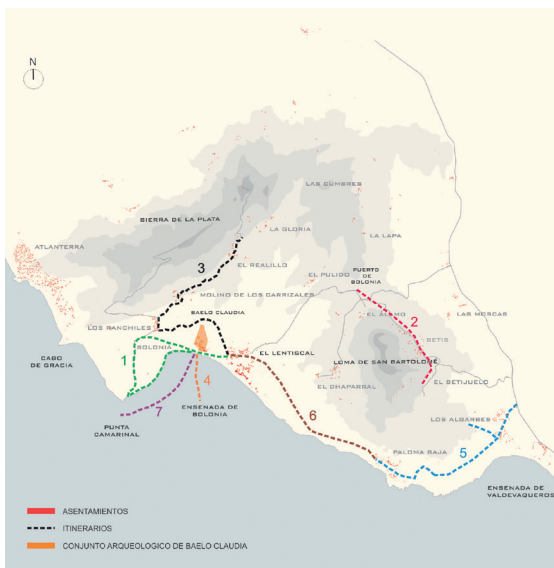 N
LAS CUMBRES
SIERRA DE LA PLATA
LA GLORIA
LA LAPA
ATLANTERRA
EL REALILLO
3
EL PULIDO
PUERTO
DE
BOLONIA
MOLINO DE LOS CARRIZALES
2
BAELO CLAUDIA
EL ALAMO
LAS MOSCAS
LOS RANCHILES
BETIS
1
BOLONIA
CABO
DE GRACIA
EL LENTISCAL
LOMA DE SAN BARTOLOME
4
EL CHAPARRAL
EL BETIJUELO
ENSENADA DE
BOLONIA
7
6
PUNTA
CAMARINAL
LOS ALGARBES
PALOMA BAJA
5
ENSENADA DE
VALDEVAQUEROS
ASENTAMIENTOS
ITINERARIOS
CONJUNTO ARQUEOLOGICO DE BAELO CLAUDIA